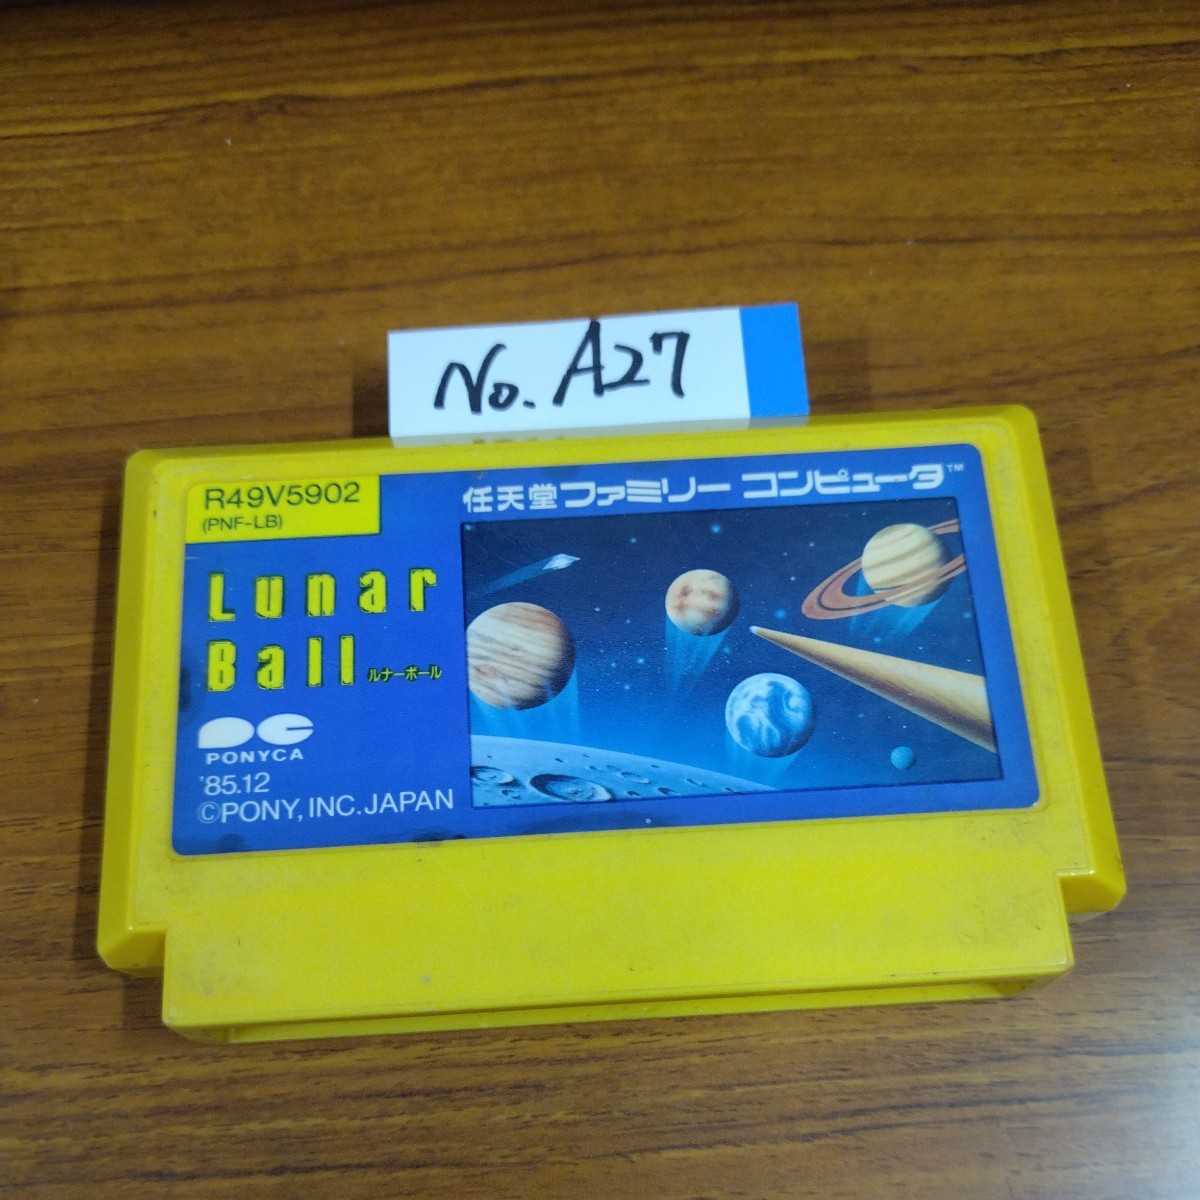 No. A27
R49V5902
(PNF-LB)
任天堂ファミリー コンピュータ™
Lunar
Ball ルナーボール
PONYCA
'85.12
©PONY, INC. JAPAN